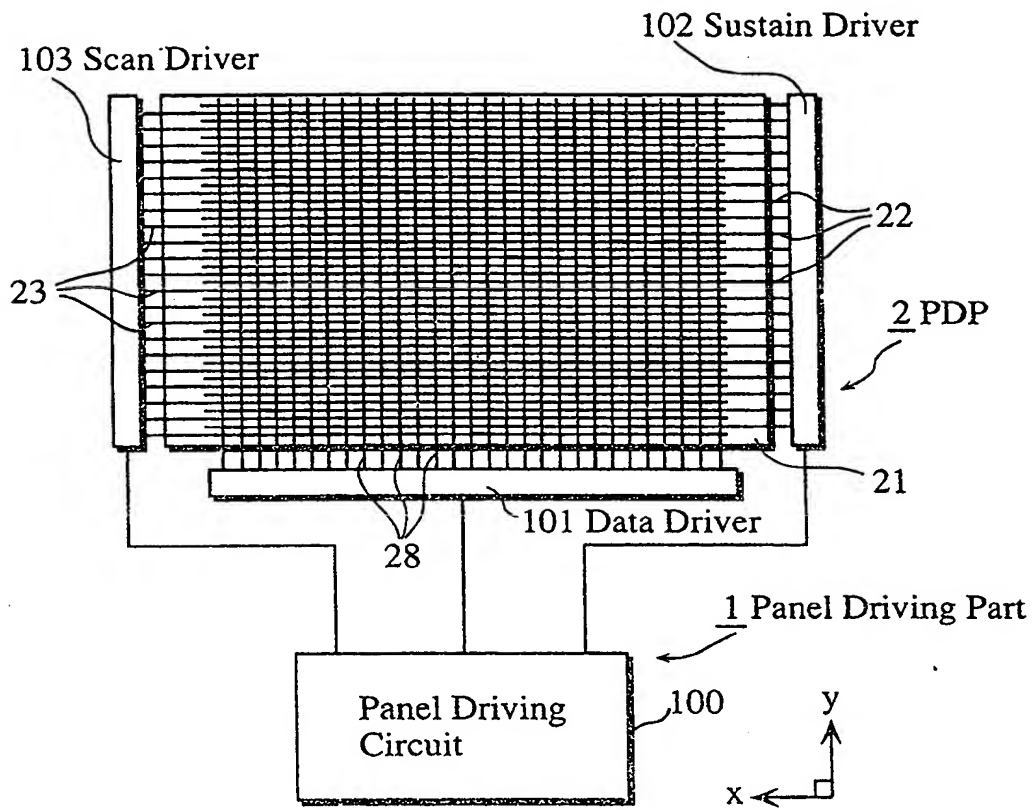 102 Sustain Driver
103 Scan Driver
22
23
2 PDP
21
101 Data Driver
28
1 Panel Driving Part
Panel Driving
Circuit
100
y
x